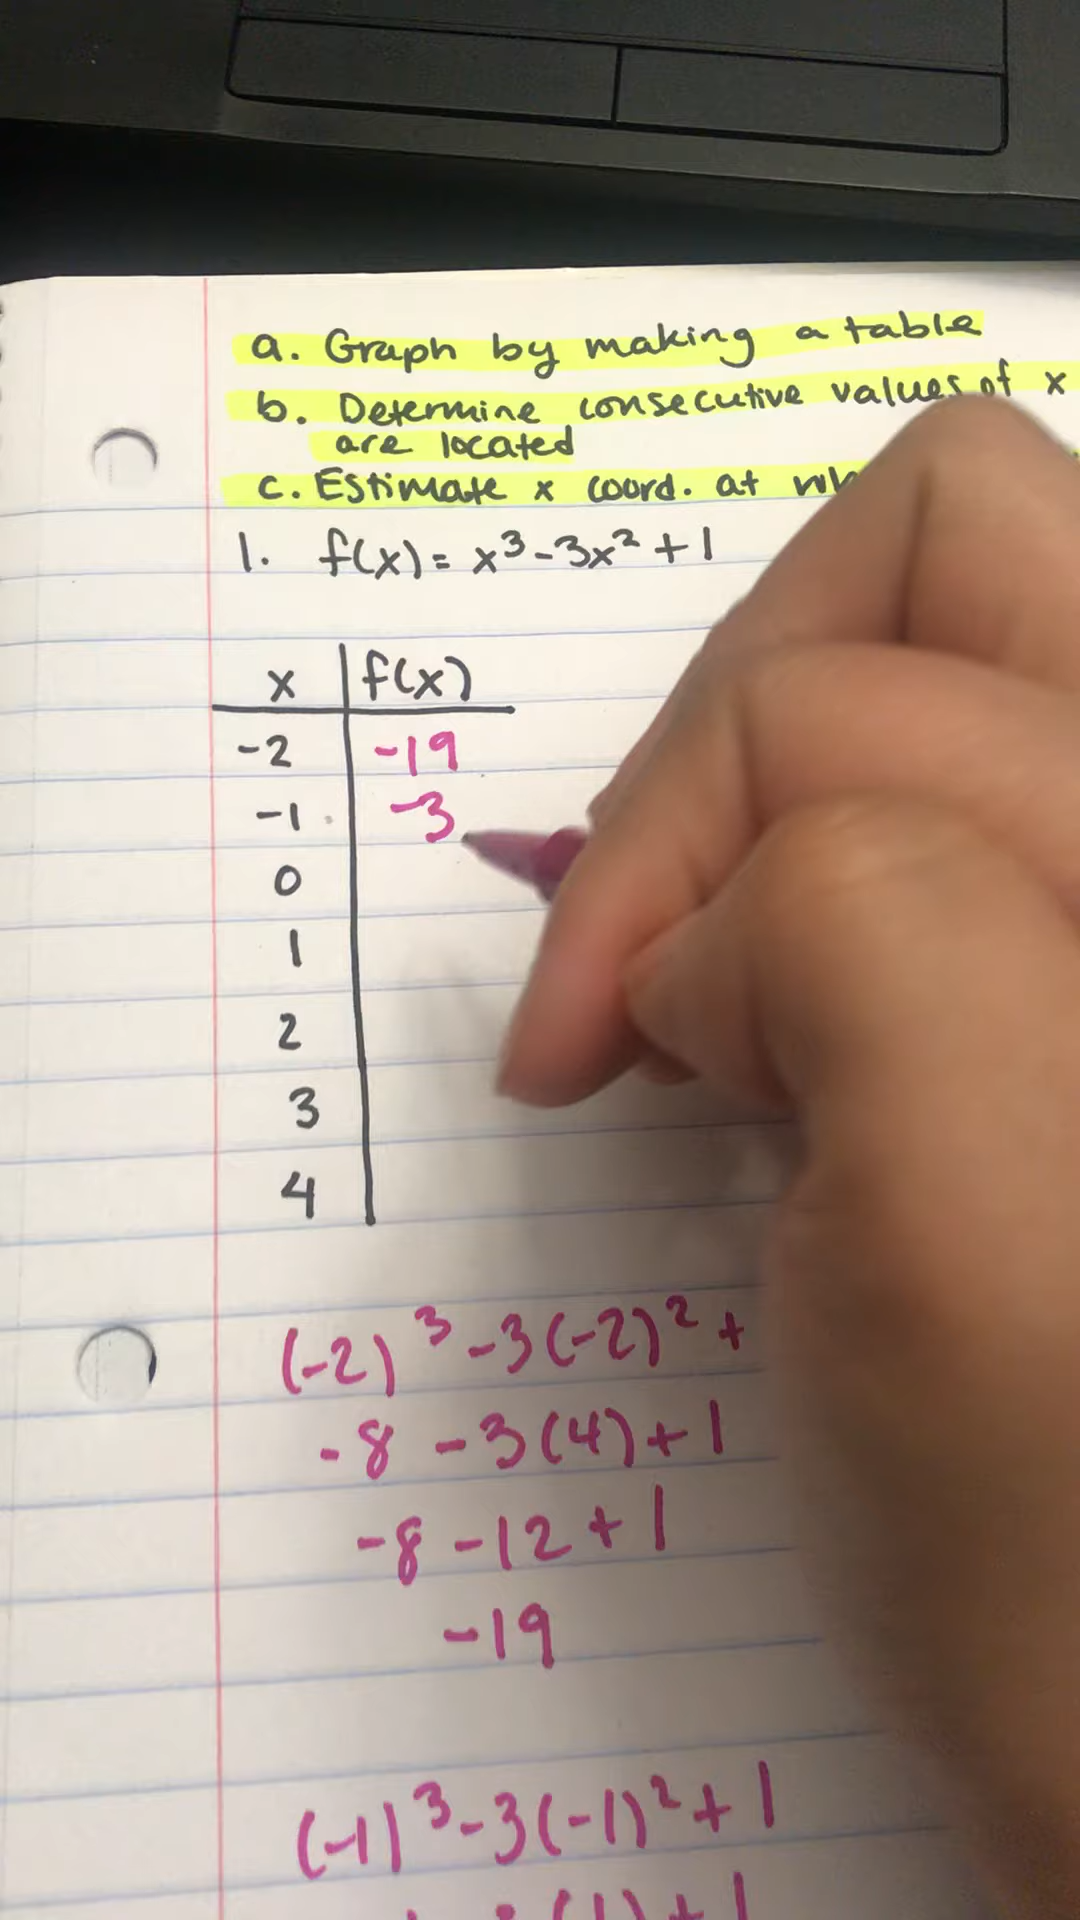 a. Graph by making a table
b. Determine consecutive values of x
are located
c. Estimate x coord. at
1. f(x) = x³-3x²+1
x f(x)
-2 -19
-1 -3
0
1
2
3
4
(-2)³-3(-2)²+
-8 -3(4)+1
-8-12+1
-19
(-1)³-3(-1)²+1
(1)+1